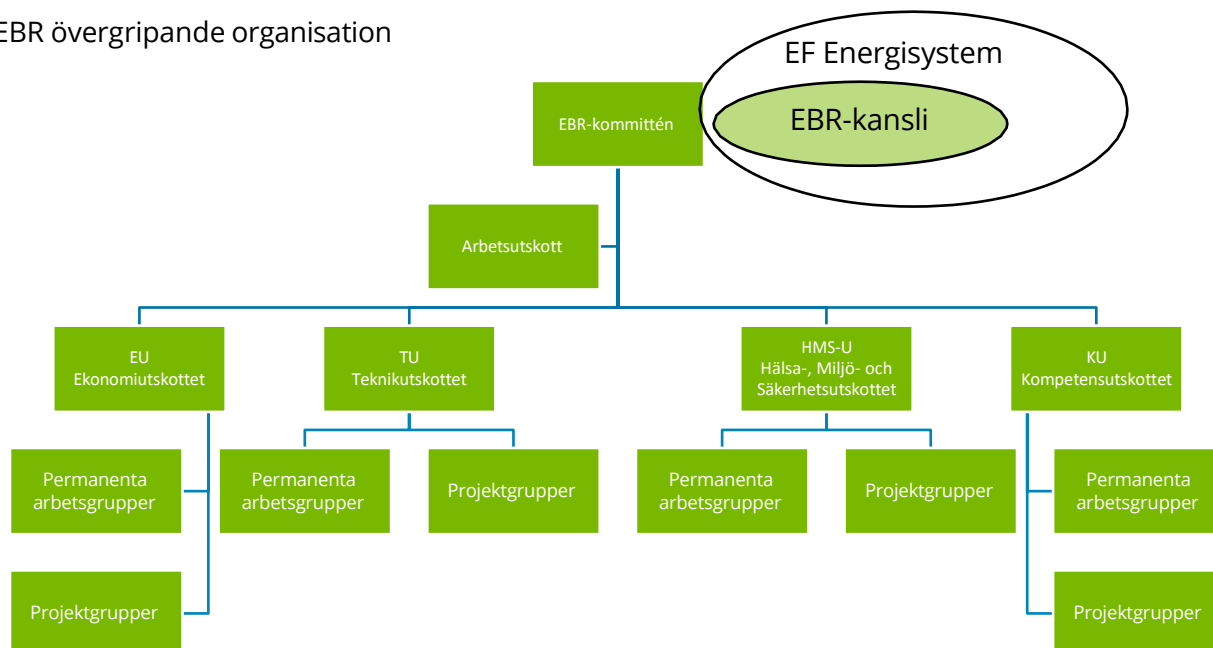 EBR övergripande organisation
EF Energisystem
EBR-kansli
EBR-kommittén
Arbetsutskott
EU
Ekonomiutskottet
TU
Teknikutskottet
HMS-U
Hälsa-, Miljö- och
Säkerhetsutskottet
KU
Kompetensutskottet
Permanenta
arbetsgrupper
Permanenta
arbetsgrupper
Projektgrupper
Permanenta
arbetsgrupper
Projektgrupper
Permanenta
arbetsgrupper
Projektgrupper
Projektgrupper